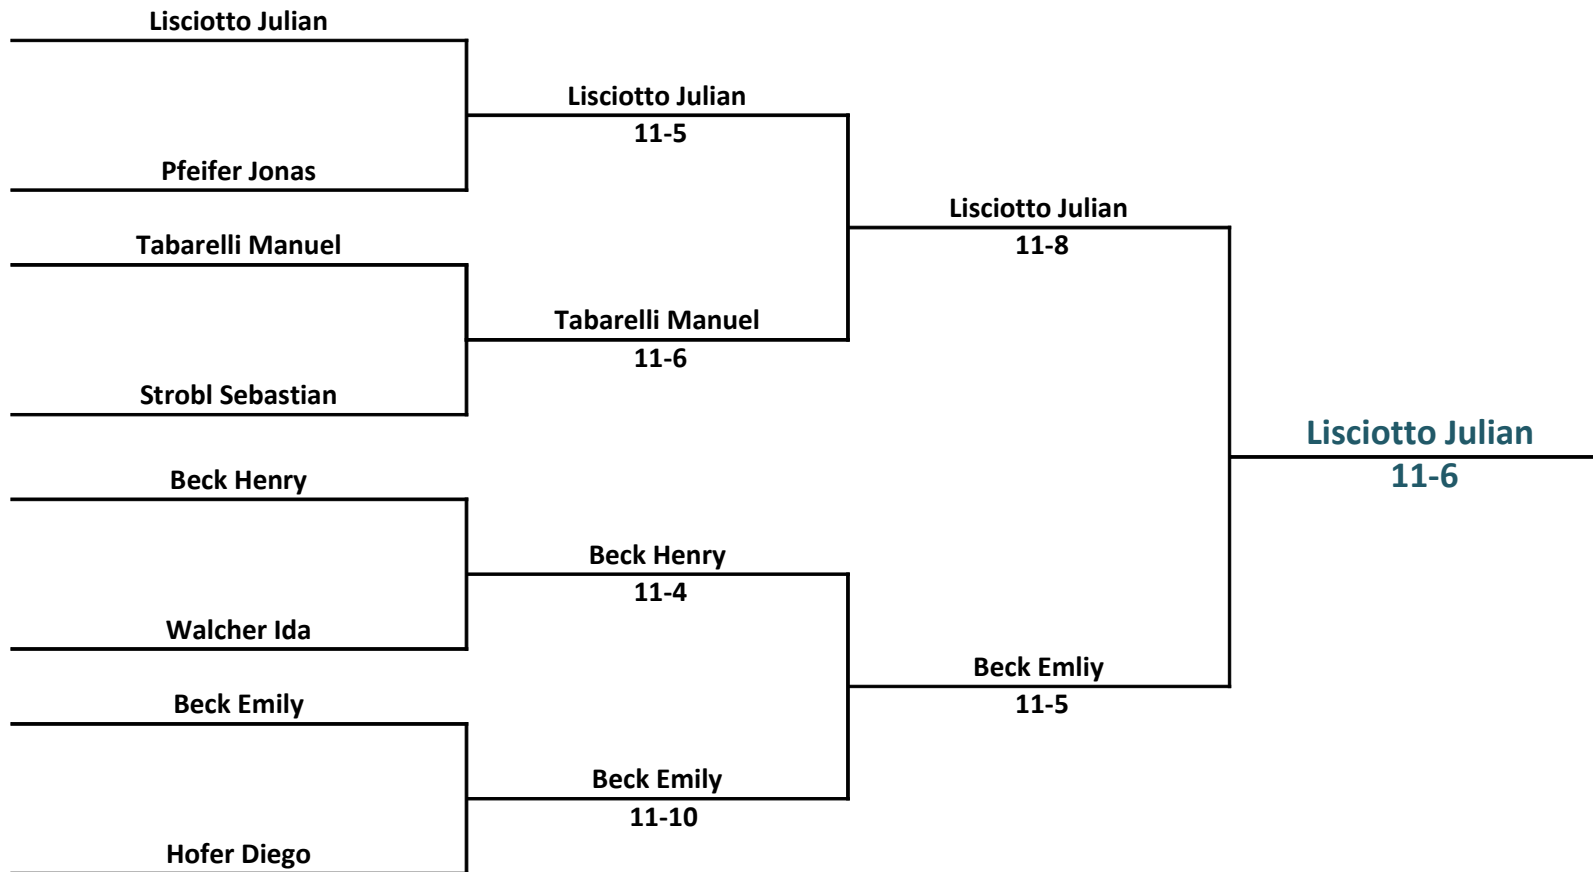 Lisciotto Julian
Lisciotto Julian
11-5
Pfeifer Jonas
Lisciotto Julian
11-8
Tabarelli Manuel
Tabarelli Manuel
11-6
Strobl Sebastian
Lisciotto Julian
11-6
Beck Henry
Beck Henry
11-4
Walcher Ida
Beck Emliy
11-5
Beck Emily
Beck Emily
11-10
Hofer Diego